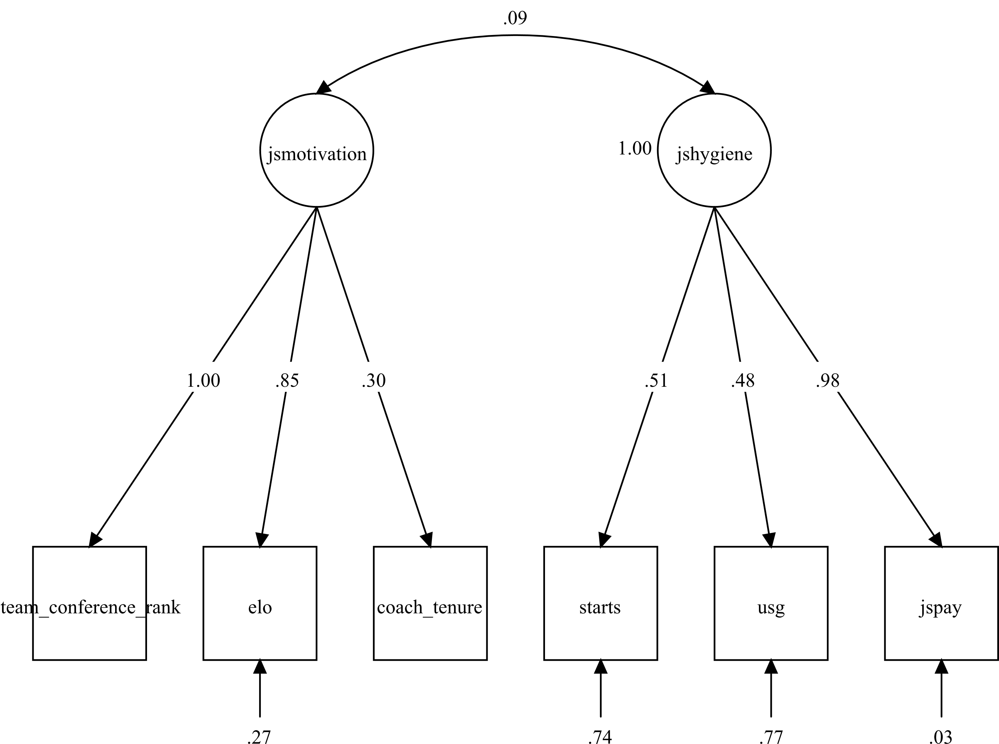 .09
jsmotivation
1.00
jshygiene
1.00
.85
.30
.51
.48
.98
team_conference_rank
elo
coach_tenure
starts
usg
jspay
.27
.74
.77
.03